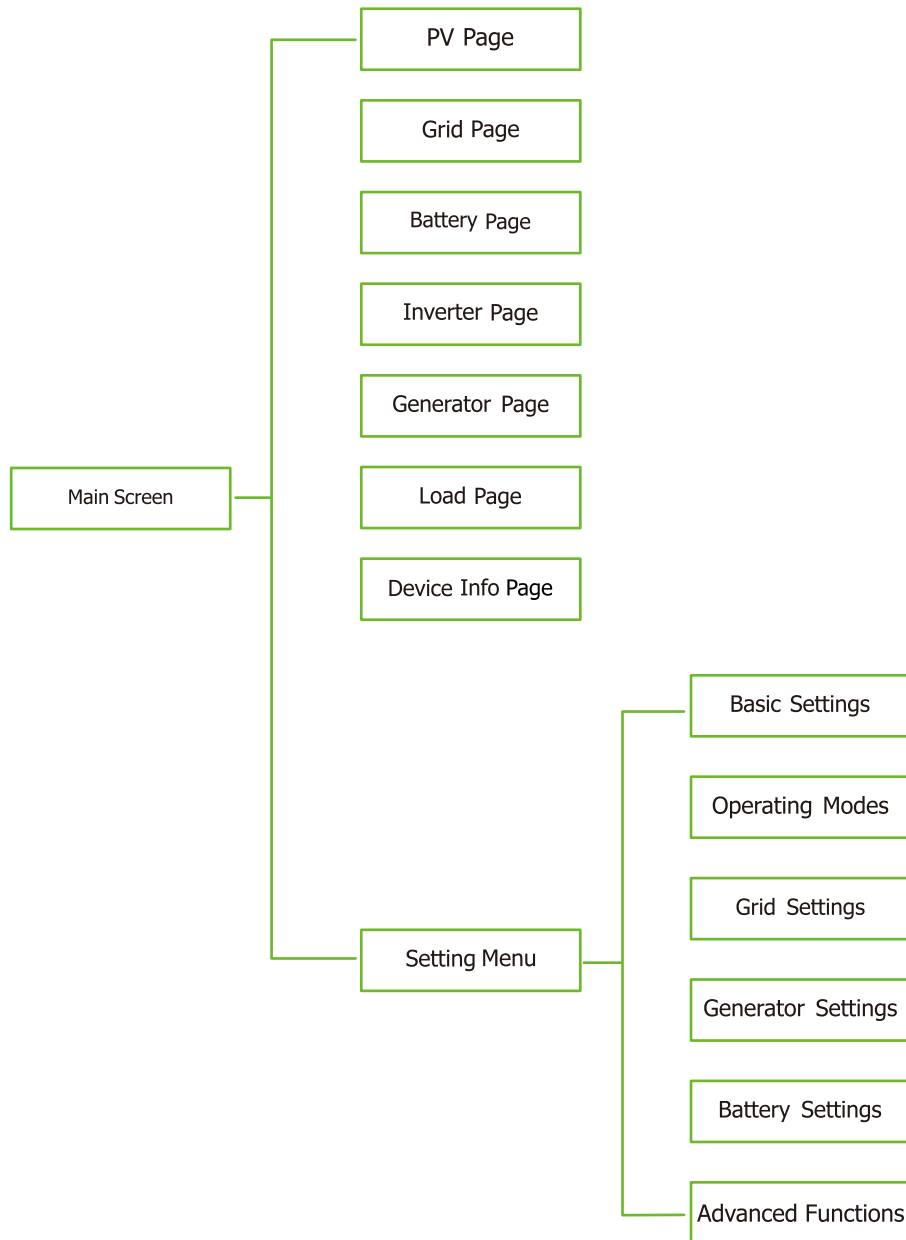 PV Page
Grid Page
Battery Page
Inverter Page
Generator Page
Main Screen
Load Page
Device Info Page
Basic Settings
Operating Modes
Grid Settings
Setting Menu
Generator Settings
Battery Settings
Advanced Functions